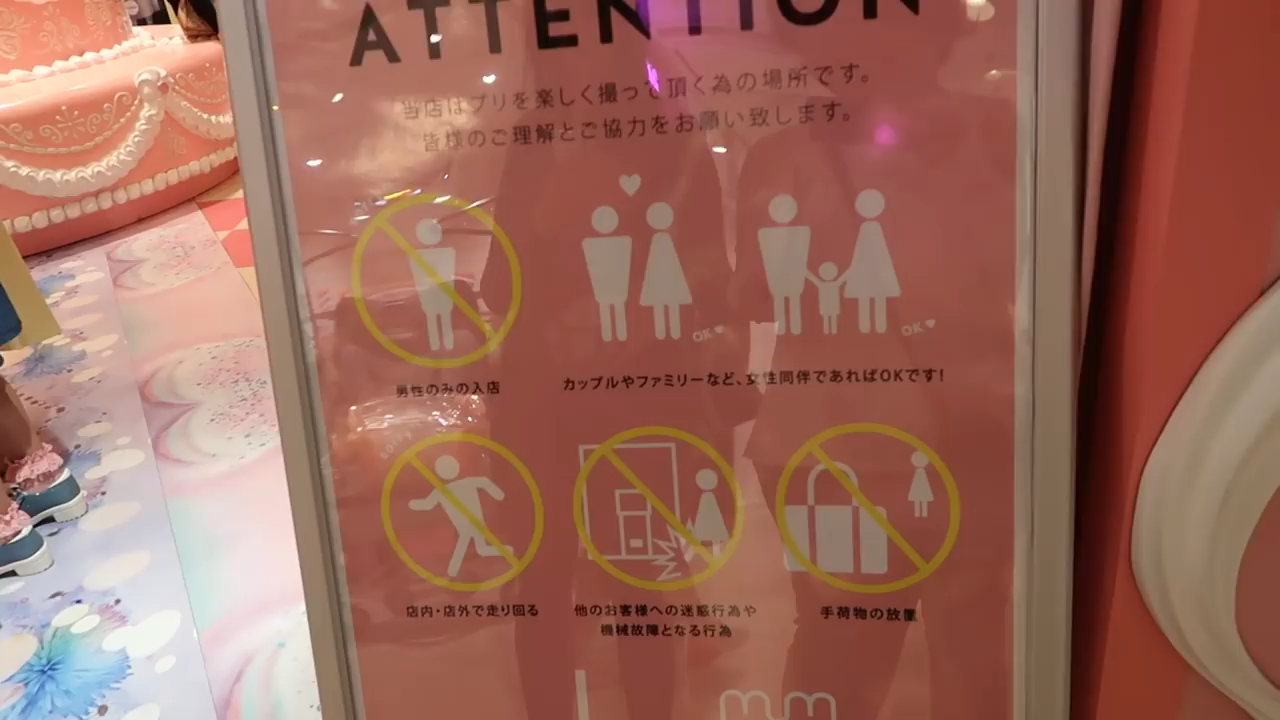 ATTENTION
当店はプリを楽しく撮って頂く為の場所です。
皆様のご理解とご協力をお願い致します。
OK♥
OK♥
男性のみの入店
カップルやファミリーなど、女性同伴であればOKです!
店内・店外で走り回る
他のお客様への迷惑行為や
機械故障となる行為
手荷物の放置